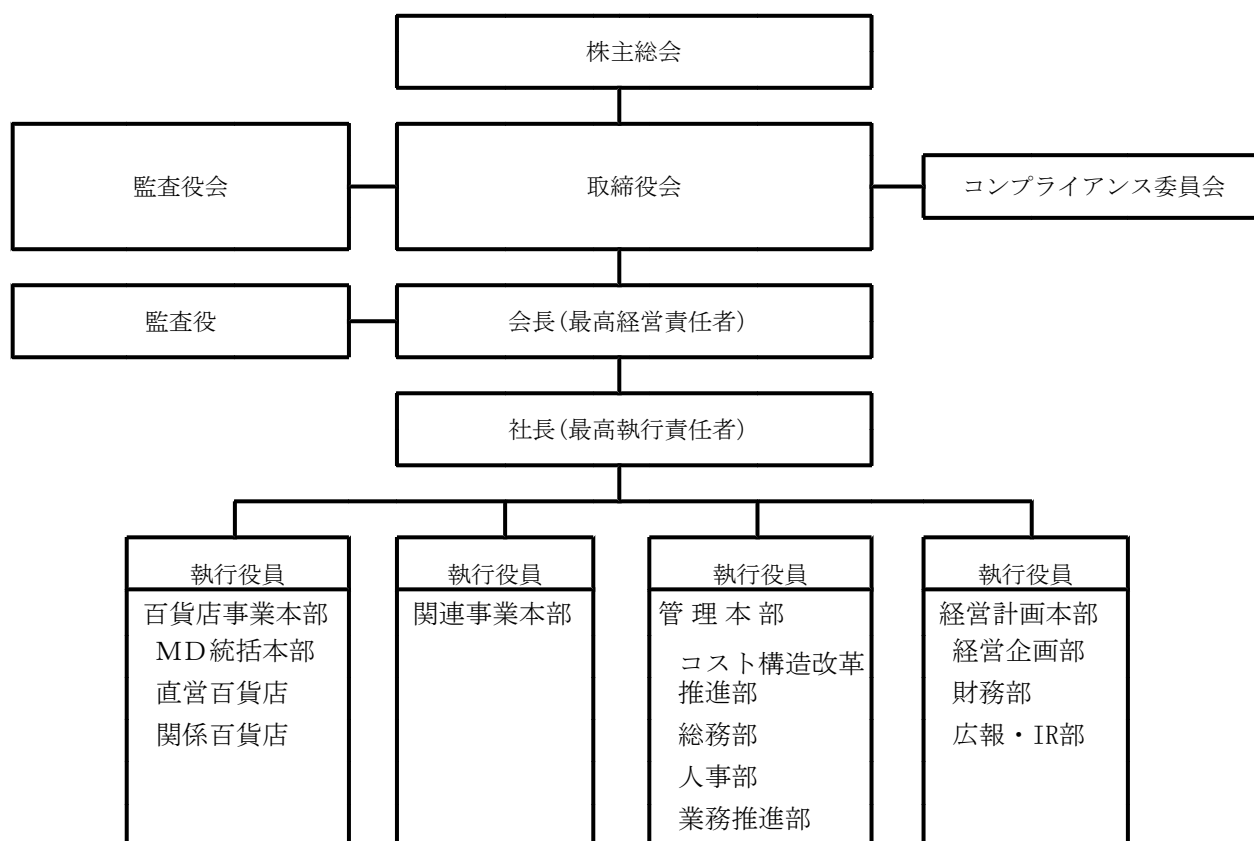 株主総会
監査役会
取締役会
コンプライアンス委員会
監査役
会長(最高経営責任者)
社長(最高執行責任者)
執行役員
百貨店事業本部
ＭＤ統括本部
直営百貨店
関係百貨店
執行役員
関連事業本部
執行役員
管理本部
コスト構造改革
推進部
総務部
人事部
業務推進部
執行役員
経営計画本部
経営企画部
財務部
広報・IR部